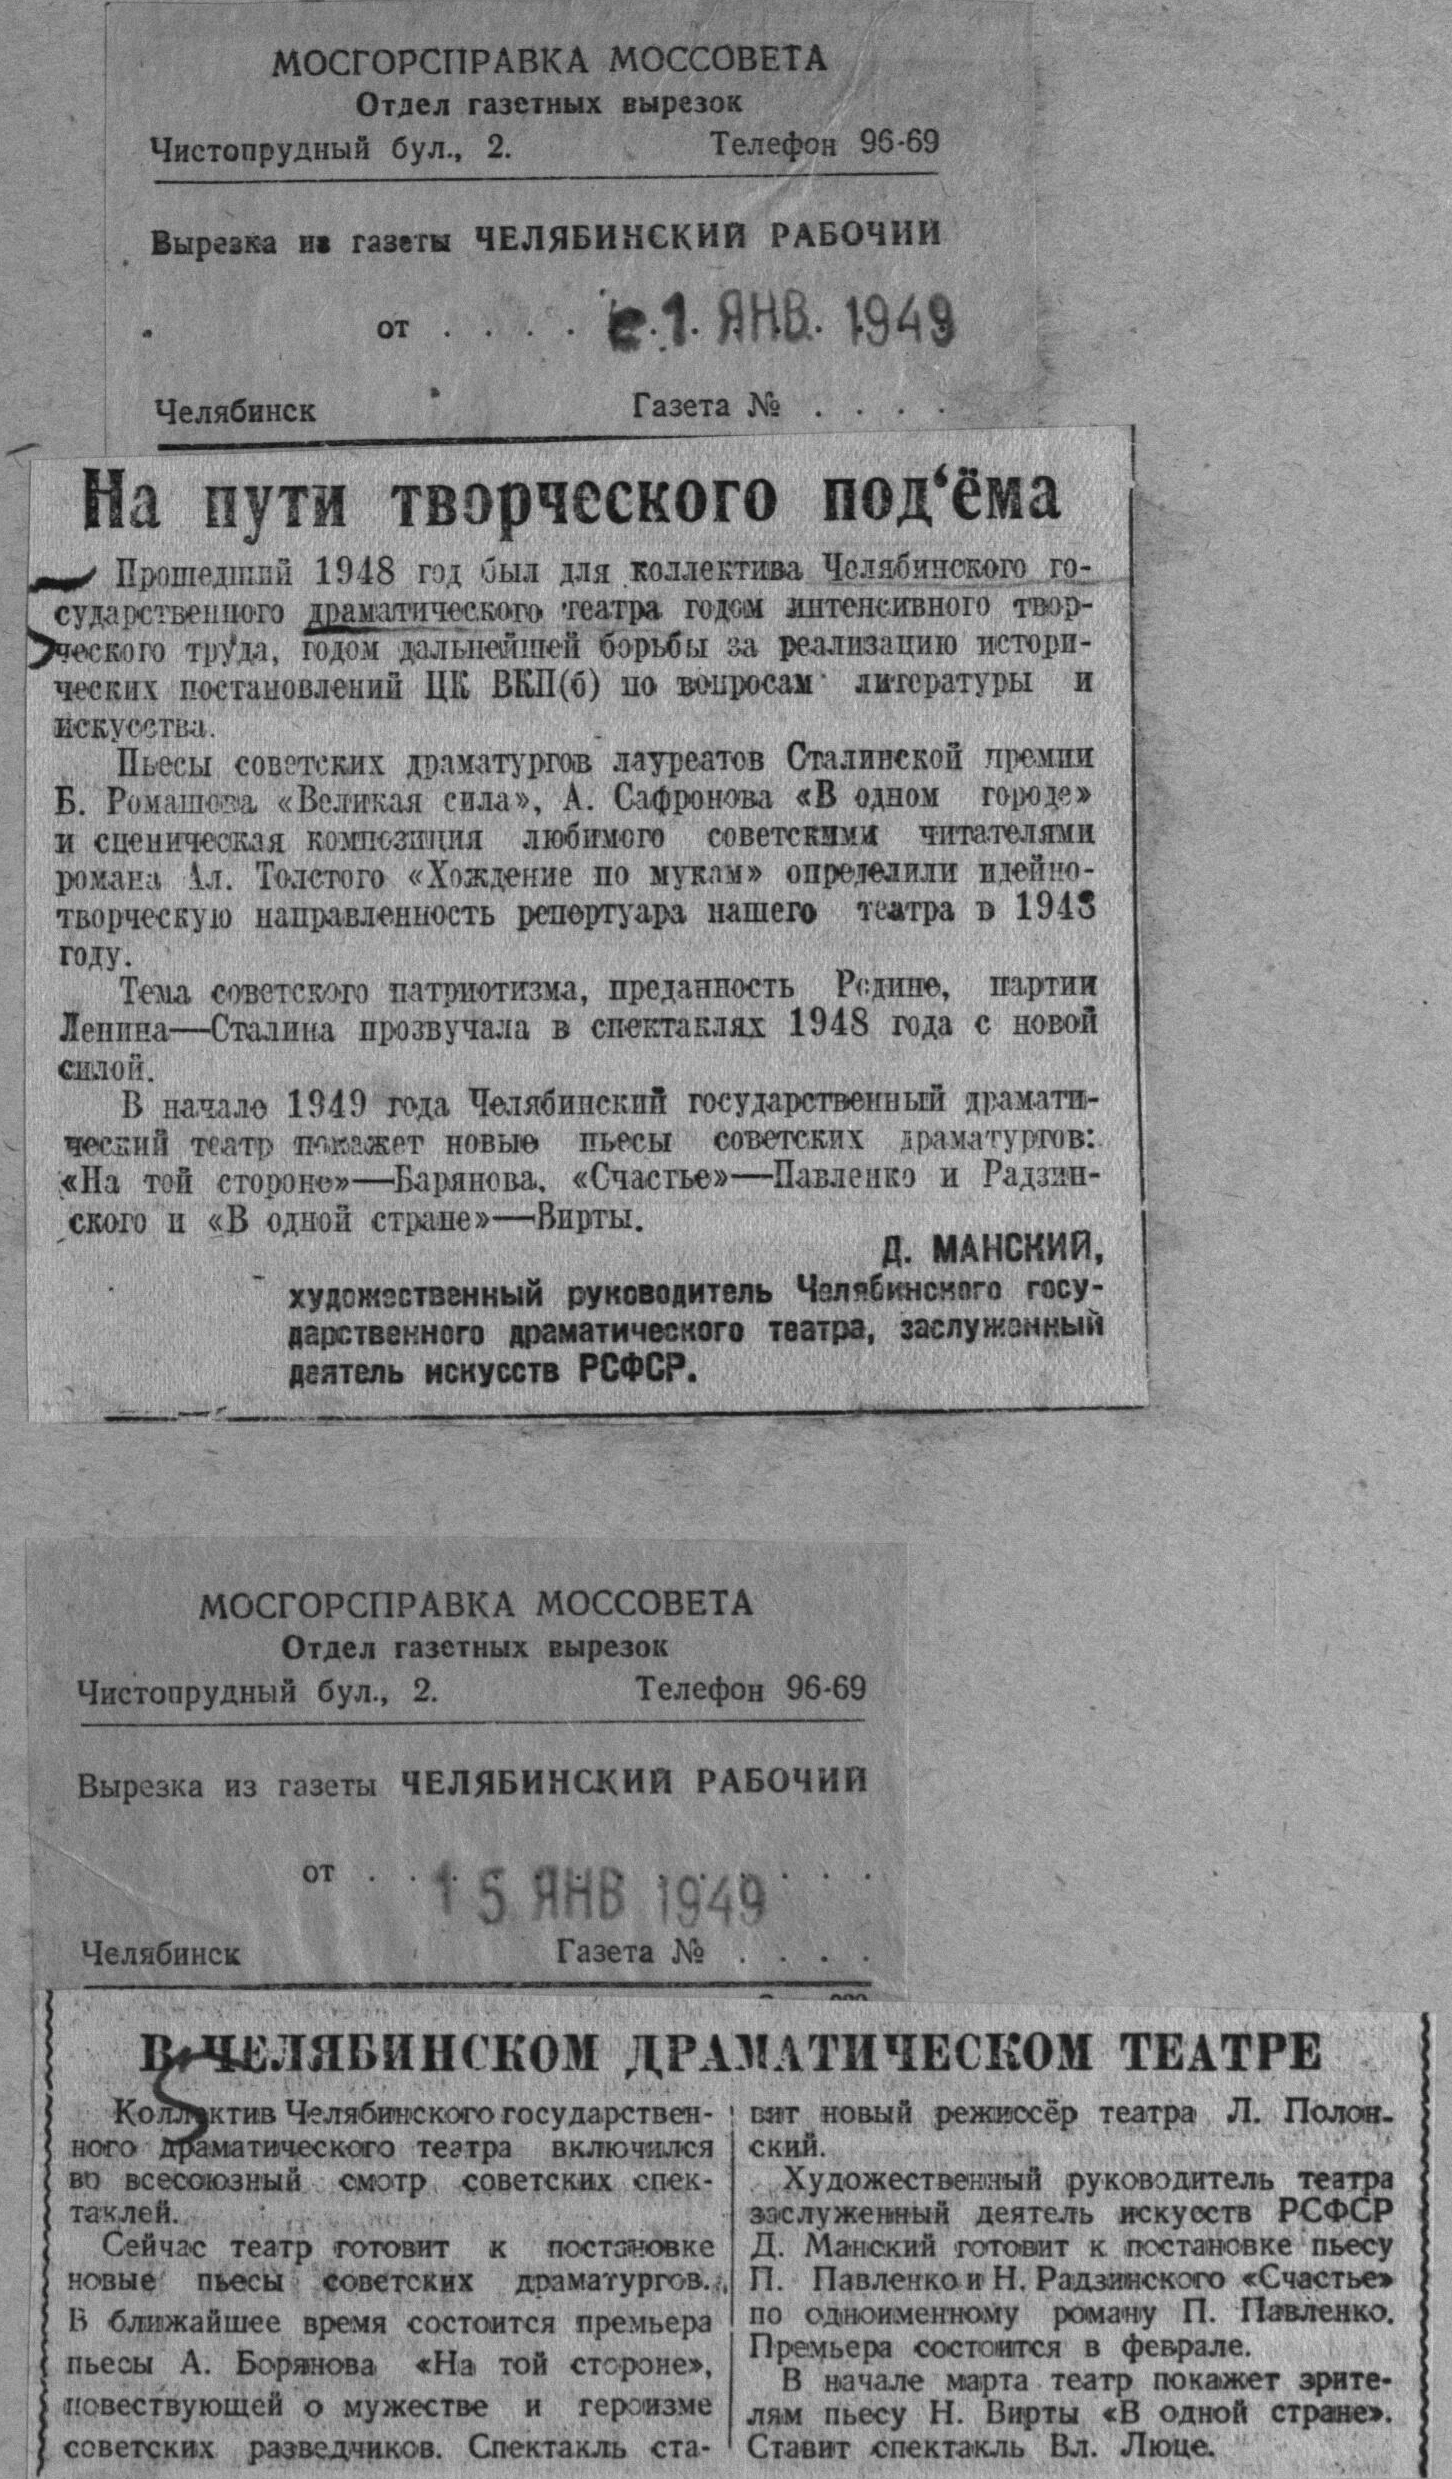 МОСГОРСПРАВКА МОССОВЕТА
Отдел газетных вырезок
Чистопрудный бул., 2. Телефон 96-69
Вырезка из газеты ЧЕЛЯБИНСКИЙ РАБОЧИЙ
от . . . . 1 ЯНВ. 1949
Челябинск Газета № . . . .
На пути творческого под‘ёма
Прошедший 1948 год был для коллектива Челябинского го-
сударственного драматического театра годом интенсивного твор-
ческого труда, годом дальнейшей борьбы за реализацию истори-
ческих постановлений ЦК ВКП(б) по вопросам литературы и
искусства.
Пьесы советских драматургов лауреатов Сталинской премии
Б. Ромашова «Великая сила», А. Сафронова «В одном городе»
и сценическая композиция любимого советскими читателями
романа Ал. Толстого «Хождение по мукам» определили идейно-
творческую направленность репертуара нашего театра в 1948
году.
Тема советского патриотизма, преданность Родине, партии
Ленина—Сталина прозвучала в спектаклях 1948 года с новой
силой.
В начале 1949 года Челябинский государственный драмати-
ческий театр покажет новые пьесы советских драматургов:
«На той стороне»—Барянова, «Счастье»—Павленко и Радзин-
ского и «В одной стране»—Вирты.
Д. МАНСКИЙ,
художественный руководитель Челябинского госу-
дарственного драматического театра, заслуженный
деятель искусств РСФСР.
МОСГОРСПРАВКА МОССОВЕТА
Отдел газетных вырезок
Чистопрудный бул., 2. Телефон 96-69
Вырезка из газеты ЧЕЛЯБИНСКИЙ РАБОЧИЙ
от . . 15 ЯНВ 1949 . . .
Челябинск Газета № . . . .
В ЧЕЛЯБИНСКОМ ДРАМАТИЧЕСКОМ ТЕАТРЕ
Коллектив Челябинского государствен-
ного драматического театра включился
во всесоюзный смотр советских спек-
таклей.
Сейчас театр готовит к постановке
новые пьесы советских драматургов.
В ближайшее время состоится премьера
пьесы А. Борянова «На той стороне»,
повествующей о мужестве и героизме
советских разведчиков. Спектакль ста-
вит новый режиссёр театра Л. Полон-
ский.
Художественный руководитель театра
заслуженный деятель искусств РСФСР
Д. Манский готовит к постановке пьесу
П. Павленко и Н. Радзинского «Счастье»
по одноименному роману П. Павленко.
Премьера состоится в феврале.
В начале марта театр покажет зрите-
лям пьесу Н. Вирты «В одной стране».
Ставит спектакль Вл. Люце.